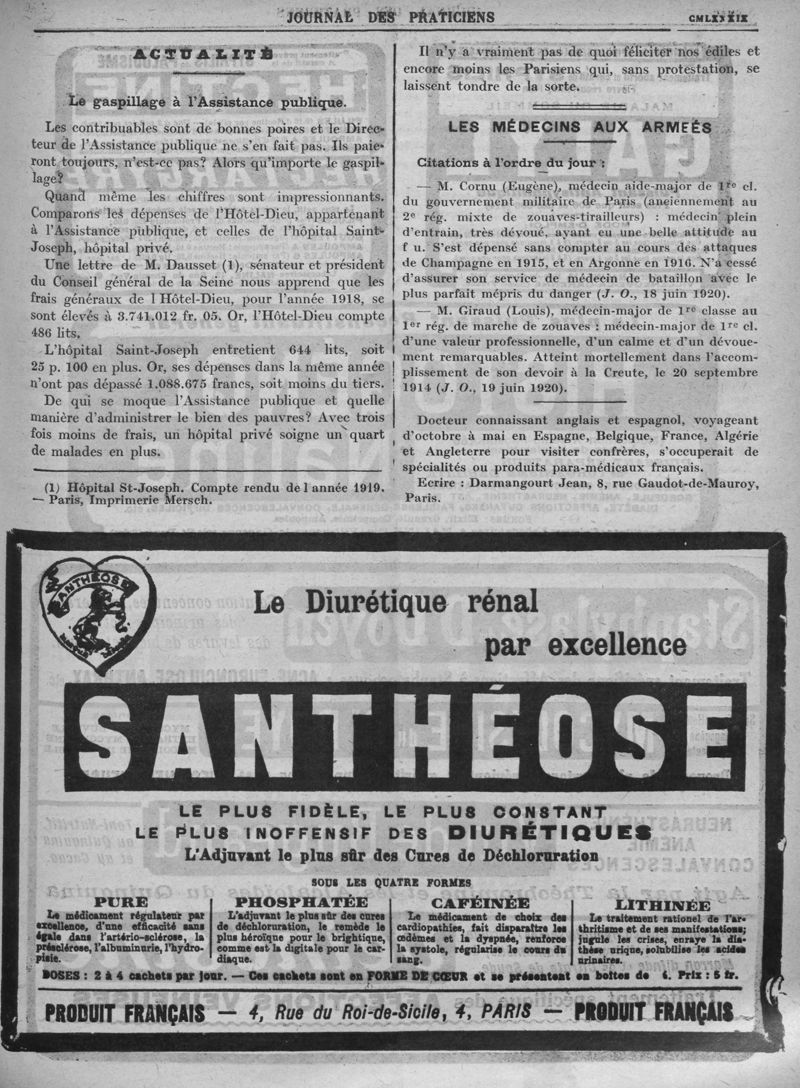 JOURNAL DES PRATICIENS
ACTUALITÉ
Le gaspillage à l'Assistance publique.
Les contribuables sont de bonnes poires et le Direc-
teur de l'Assistance publique ne s'en fait pas. Ils paie-
ront toujours, n'est-ce pas? Alors qu'importe le gaspil-
lage?
Quand même les chiffres sont impressionnants.
Comparons les dépenses de l'Hôtel-Dieu, appartenant
à l'Assistance publique, et celles de l'hôpital Saint-
Joseph, hôpital privé.
Une lettre de M. Dausset (1), sénateur et président
du Conseil général de la Seine nous apprend que les
frais généraux de l Hôtel-Dieu, pour l'année 1918, se
sont élevés à 3.741.012 fr. 05. Or, l'Hôtel-Dieu compte
486 lits.
L'hôpital Saint-Joseph entretient 644 lits, soit
25 p. 100 en plus. Or, ses dépenses dans la même année
n'ont pas dépassé 1.088.675 francs, soit moins du tiers.
De qui se moque l'Assistance publique et quelle
manière d'administrer le bien des pauvres? Avec trois
fois moins de frais, un hôpital privé soigne un quart
de malades en plus.
(1) Hôpital St-Joseph. Compte rendu de l année 1919.
— Paris, Imprimerie Mersch.
Il n'y a vraiment pas de quoi féliciter nos édiles et
encore moins les Parisiens qui, sans protestation, se
laissent tondre de la sorte.
LES MÉDECINS AUX ARMEÉS
Citations à l'ordre du jour :
— M. Cornu (Eugène), médecin aide-major de 1re cl.
du gouvernement militaire de Paris (anciennement au
2e rég. mixte de zouaves-tirailleurs) : médecin plein
d'entrain, très dévoué, ayant eu une belle attitude au
f u. S'est dépensé sans compter au cours des attaques
de Champagne en 1915, et en Argonne en 1916. N'a cessé
d'assurer son service de médecin de bataillon avec le
plus parfait mépris du danger (J. O., 18 juin 1920).
— M. Giraud (Louis), médecin-major de 1re classe au
1er rég. de marche de zouaves : médecin-major de 1re cl.
d'une valeur professionnelle, d'un calme et d'un dévoue-
ment remarquables. Atteint mortellement dans l'accom-
plissement de son devoir à la Creute, le 20 septembre
1914 (J. O., 19 juin 1920).
Docteur connaissant anglais et espagnol, voyageant
d'octobre à mai en Espagne, Belgique, France, Algérie
et Angleterre pour visiter confrères, s'occuperait de
spécialités ou produits para-médicaux français.
Ecrire : Darmangourt Jean, 8, rue Gaudot-de-Mauroy,
Paris.
SANTHÉOSE
Le Diurétique rénal
par excellence
SANTHÉOSE
LE PLUS FIDÈLE, LE PLUS CONSTANT
LE PLUS INOFFENSIF DES DIURÉTIQUES
L'Adjuvant le plus sûr des Cures de Déchloruration
SOUS LES QUATRE FORMES
PURE
Le médicament régulateur par
excellence, d'une efficacité sans
égale dans l'artério-sclérose, la
présclérose, l'albuminurie, l'hydro-
pisie.
PHOSPHATÉE
L'adjuvant le plus sûr des cures
de déchloruration, le remède le
plus héroïque pour le brightique,
comme est la digitale pour le car-
diaque.
CAFÉINÉE
Le médicament de choix des
cardiopathies, fait disparaître les
œdèmes et la dyspnée, renforce
la systole, régularise le cours du
sang.
LITHINÉE
Le traitement rationel de l'ar-
thritisme et de ses manifestations;
jugule les crises, enraye la dia-
thèse urique, solubilise les acides
urinaires.
DOSES : 2 à 4 cachets par jour. — Ces cachets sont en FORME DE CŒUR et se présentent en boîtes de Prix : 5 fr.
PRODUIT FRANÇAIS — 4, Rue du Roi-de-Sicile, 4, PARIS — PRODUIT FRANÇAIS